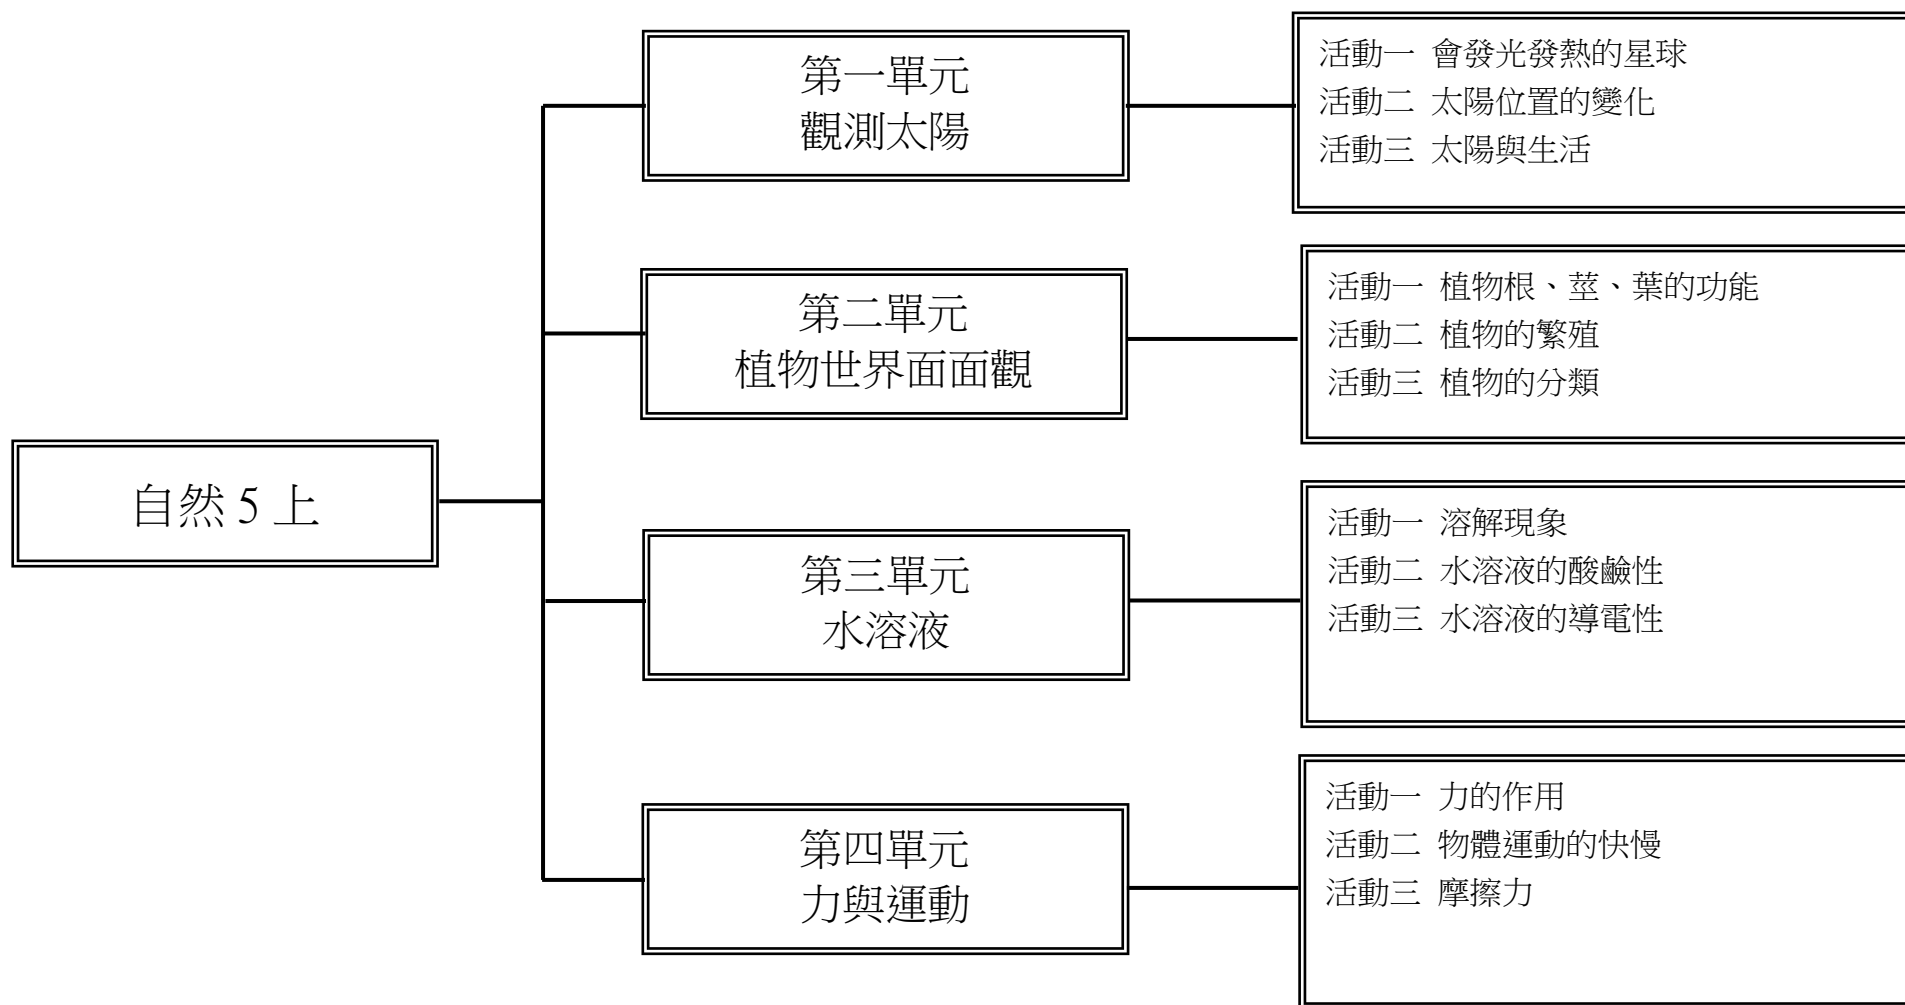 自然 5 上
第一單元
觀測太陽
活動一 會發光發熱的星球
活動二 太陽位置的變化
活動三 太陽與生活
第二單元
植物世界面面觀
活動一 植物根、莖、葉的功能
活動二 植物的繁殖
活動三 植物的分類
第三單元
水溶液
活動一 溶解現象
活動二 水溶液的酸鹼性
活動三 水溶液的導電性
第四單元
力與運動
活動一 力的作用
活動二 物體運動的快慢
活動三 摩擦力